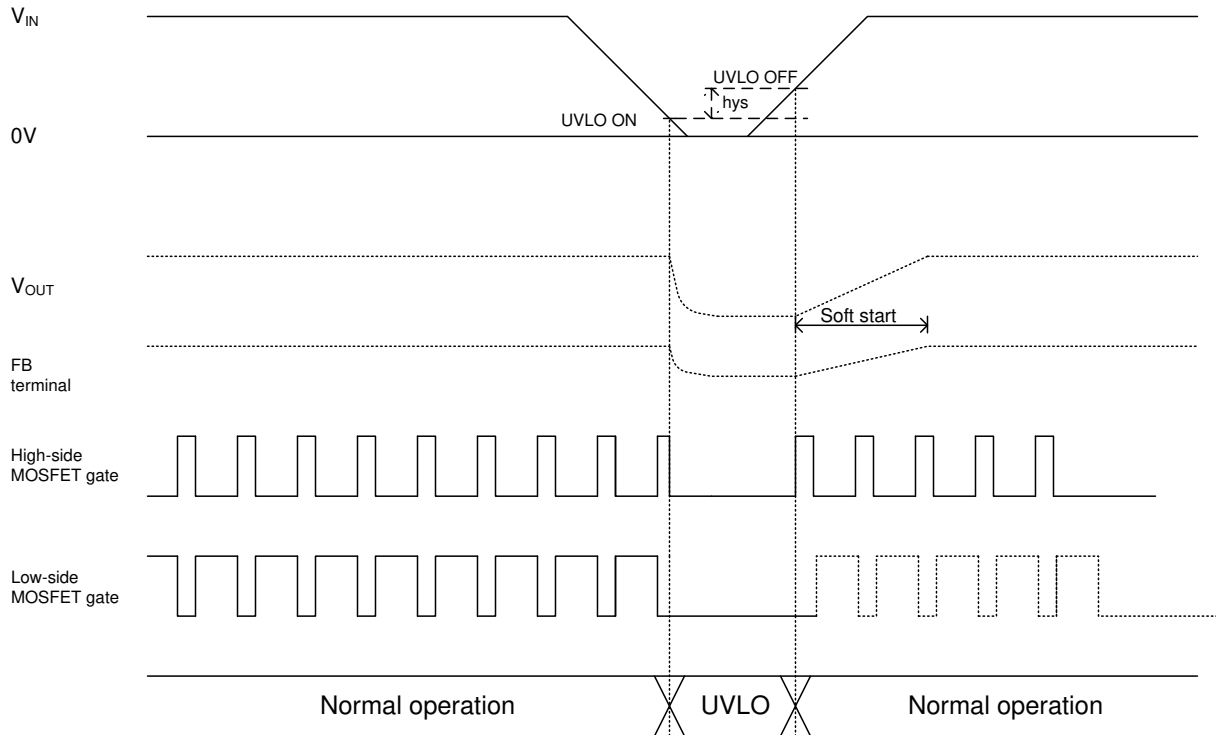 VIN
UVLO OFF
hys
UVLO ON
0V
VOUT
Soft start
FB
terminal
High-side
MOSFET gate
Low-side
MOSFET gate
Normal operation
UVLO
Normal operation